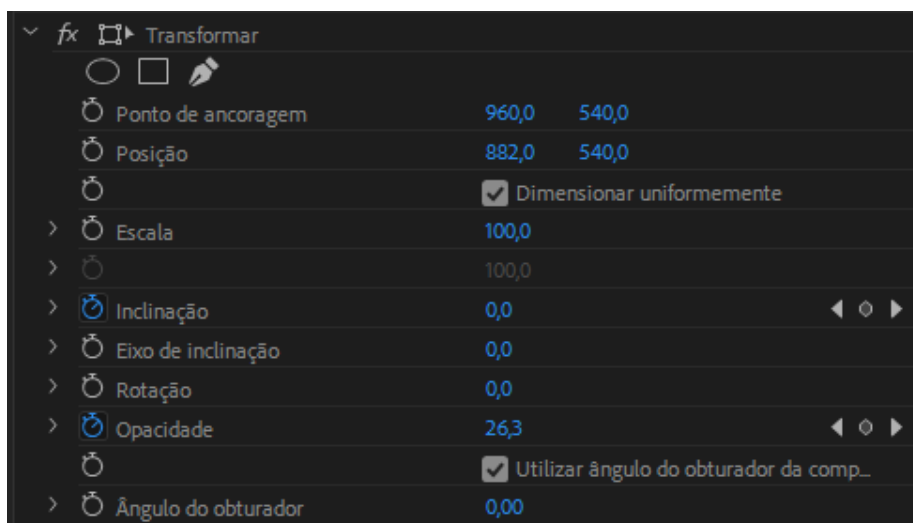 fx Transformar
Ponto de ancoragem 960,0 540,0
Posição 882,0 540,0
Dimensionar uniformemente
Escala 100,0
100,0
Inclinação 0,0
Eixo de inclinação 0,0
Rotação 0,0
Opacidade 26,3
Utilizar ângulo do obturador da comp...
Ângulo do obturador 0,00